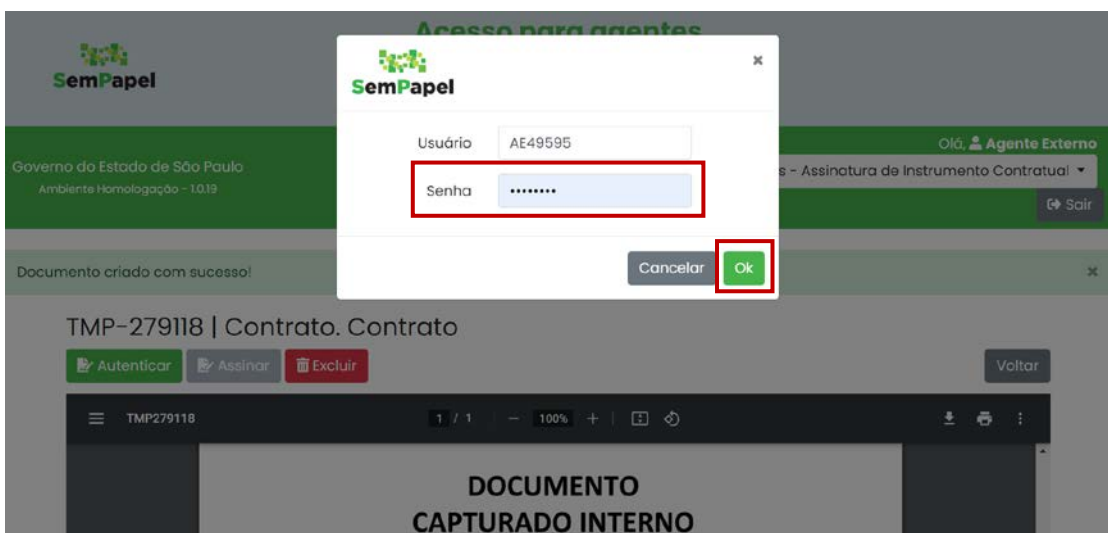 Acesso para agentes
SemPapel
SemPapel
×
Usuário AE49595
Senha ••••••••
Cancelar Ok
Olá, Agente Externo
Governo do Estado de São Paulo
Ambiente Homologação - 1.0.19
s - Assinatura de Instrumento Contratual
Sair
Documento criado com sucesso! ×
TMP-279118 | Contrato. Contrato
Autenticar Assinar Excluir Voltar
TMP279118 1 / 1 — 100% +
DOCUMENTO
CAPTURADO INTERNO